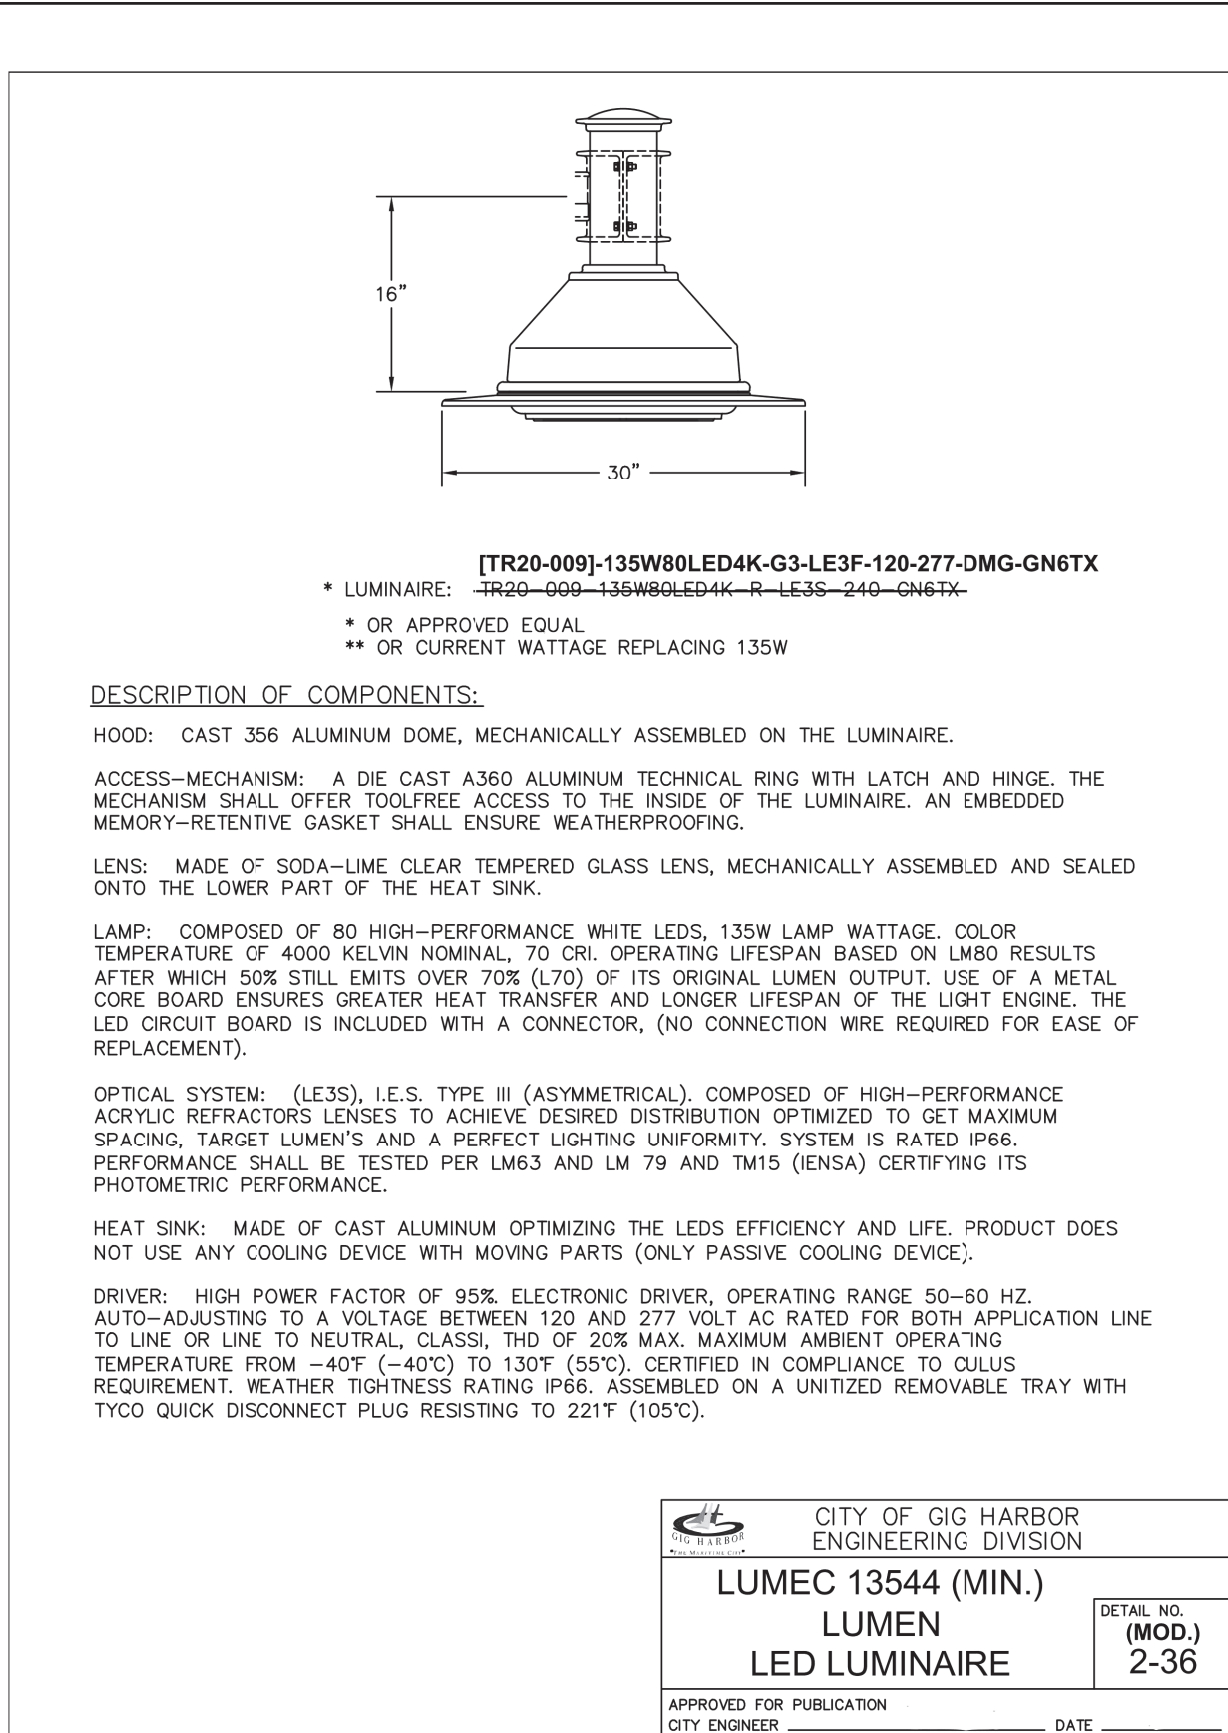 16"
30"
[TR20-009]-135W80LED4K-G3-LE3F-120-277-DMG-GN6TX
* LUMINAIRE: TR20-009-135W80LED4K-R-LE3S-240-GN6TX
* OR APPROVED EQUAL
** OR CURRENT WATTAGE REPLACING 135W
DESCRIPTION OF COMPONENTS:
HOOD: CAST 356 ALUMINUM DOME, MECHANICALLY ASSEMBLED ON THE LUMINAIRE.
ACCESS-MECHANISM: A DIE CAST A360 ALUMINUM TECHNICAL RING WITH LATCH AND HINGE. THE
MECHANISM SHALL OFFER TOOLFREE ACCESS TO THE INSIDE OF THE LUMINAIRE. AN EMBEDDED
MEMORY-RETENTIVE GASKET SHALL ENSURE WEATHERPROOFING.
LENS: MADE OF SODA-LIME CLEAR TEMPERED GLASS LENS, MECHANICALLY ASSEMBLED AND SEALED
ONTO THE LOWER PART OF THE HEAT SINK.
LAMP: COMPOSED OF 80 HIGH-PERFORMANCE WHITE LEDS, 135W LAMP WATTAGE. COLOR
TEMPERATURE OF 4000 KELVIN NOMINAL, 70 CRI. OPERATING LIFESPAN BASED ON LM80 RESULTS
AFTER WHICH 50% STILL EMITS OVER 70% (L70) OF ITS ORIGINAL LUMEN OUTPUT. USE OF A METAL
CORE BOARD ENSURES GREATER HEAT TRANSFER AND LONGER LIFESPAN OF THE LIGHT ENGINE. THE
LED CIRCUIT BOARD IS INCLUDED WITH A CONNECTOR, (NO CONNECTION WIRE REQUIRED FOR EASE OF
REPLACEMENT).
OPTICAL SYSTEM: (LE3S), I.E.S. TYPE III (ASYMMETRICAL). COMPOSED OF HIGH-PERFORMANCE
ACRYLIC REFRACTORS LENSES TO ACHIEVE DESIRED DISTRIBUTION OPTIMIZED TO GET MAXIMUM
SPACING, TARGET LUMEN'S AND A PERFECT LIGHTING UNIFORMITY. SYSTEM IS RATED IP66.
PERFORMANCE SHALL BE TESTED PER LM63 AND LM 79 AND TM15 (IENSA) CERTIFYING ITS
PHOTOMETRIC PERFORMANCE.
HEAT SINK: MADE OF CAST ALUMINUM OPTIMIZING THE LEDS EFFICIENCY AND LIFE. PRODUCT DOES
NOT USE ANY COOLING DEVICE WITH MOVING PARTS (ONLY PASSIVE COOLING DEVICE).
DRIVER: HIGH POWER FACTOR OF 95%. ELECTRONIC DRIVER, OPERATING RANGE 50-60 HZ.
AUTO-ADJUSTING TO A VOLTAGE BETWEEN 120 AND 277 VOLT AC RATED FOR BOTH APPLICATION LINE
TO LINE OR LINE TO NEUTRAL, CLASSI, THD OF 20% MAX. MAXIMUM AMBIENT OPERATING
TEMPERATURE FROM -40°F (-40°C) TO 130°F (55°C). CERTIFIED IN COMPLIANCE TO CULUS
REQUIREMENT. WEATHER TIGHTNESS RATING IP66. ASSEMBLED ON A UNITIZED REMOVABLE TRAY WITH
TYCO QUICK DISCONNECT PLUG RESISTING TO 221°F (105°C).
GIG HARBOR
"THE MARITIME CITY"
CITY OF GIG HARBOR
ENGINEERING DIVISION
LUMEC 13544 (MIN.)
LUMEN
LED LUMINAIRE
DETAIL NO.
(MOD.)
2-36
APPROVED FOR PUBLICATION
CITY ENGINEER DATE